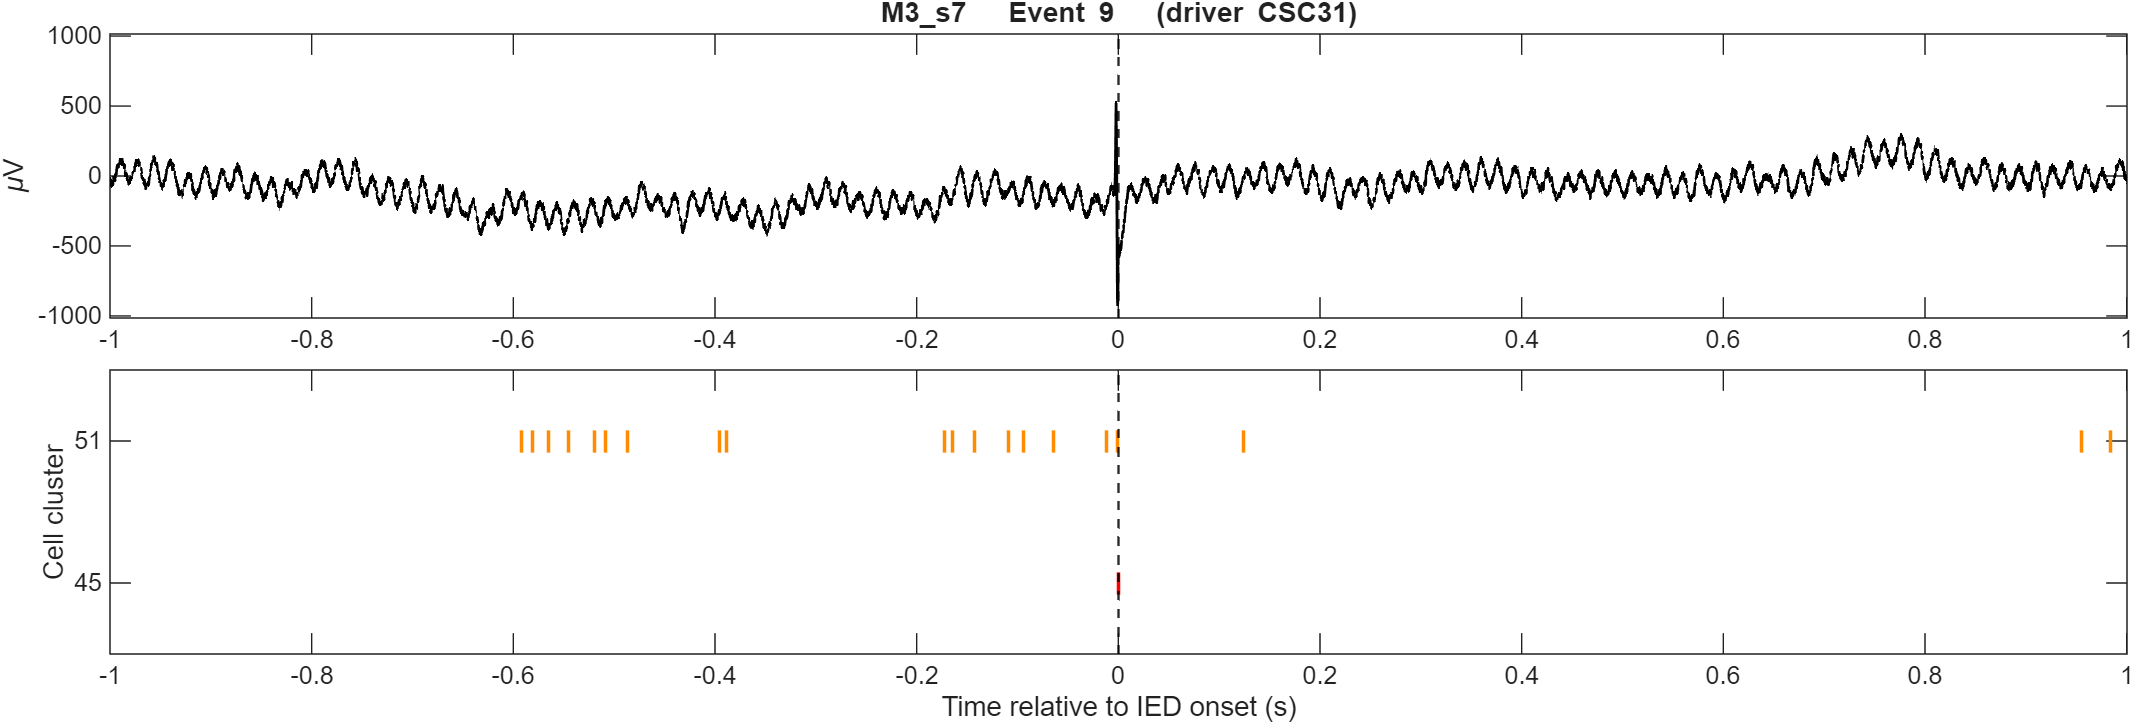 M3_s7 Event 9 (driver CSC31)
1000
500
0
-500
-1000
µV
-1 -0.8 -0.6 -0.4 -0.2 0 0.2 0.4 0.6 0.8 1
51
45
Cell cluster
-1 -0.8 -0.6 -0.4 -0.2 0 0.2 0.4 0.6 0.8 1
Time relative to IED onset (s)